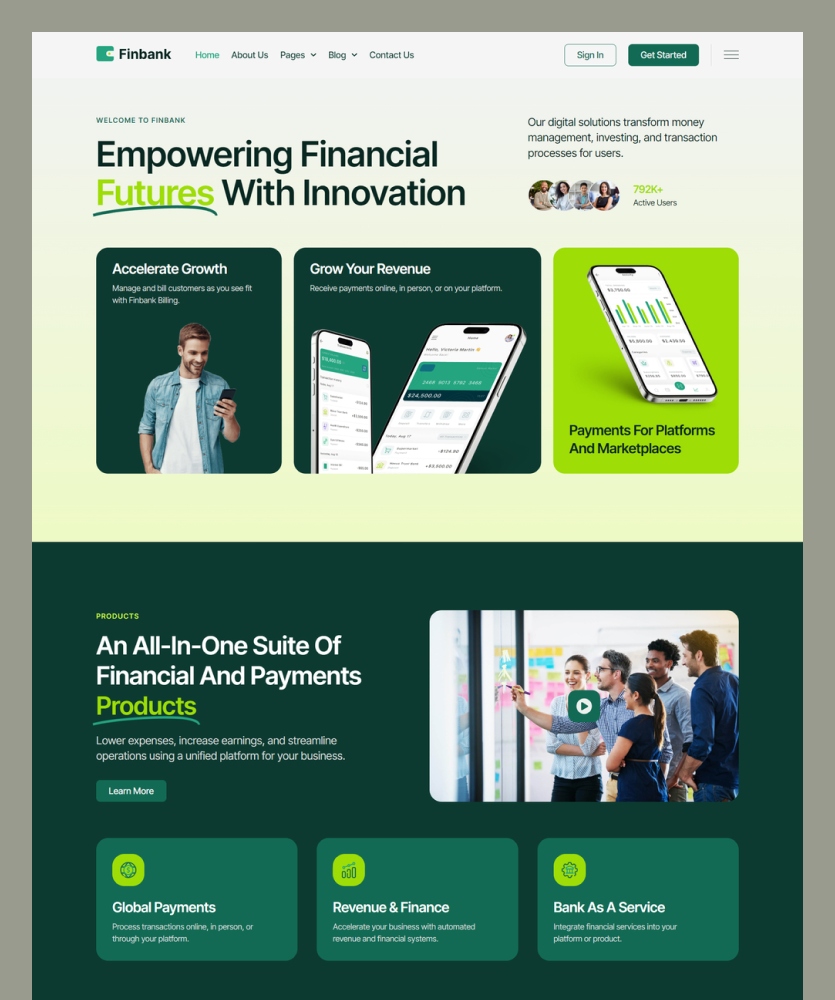 Finbank
Home About Us Pages Blog Contact Us
Sign In Get Started
WELCOME TO FINBANK
Empowering Financial
Futures With Innovation
Our digital solutions transform money
management, investing, and transaction
processes for users.
792K+
Active Users
Accelerate Growth
Manage and bill customers as you see fit
with Finbank Billing.
Grow Your Revenue
Receive payments online, in person, or on your platform.
Hello, Victoria Martin
$24,500.00
Payments For Platforms
And Marketplaces
PRODUCTS
An All-In-One Suite Of
Financial And Payments
Products
Lower expenses, increase earnings, and streamline
operations using a unified platform for your business.
Learn More
Global Payments
Process transactions online, in person, or
through your platform.
Revenue & Finance
Accelerate your business with automated
revenue and financial systems.
Bank As A Service
Integrate financial services into your
platform or product.